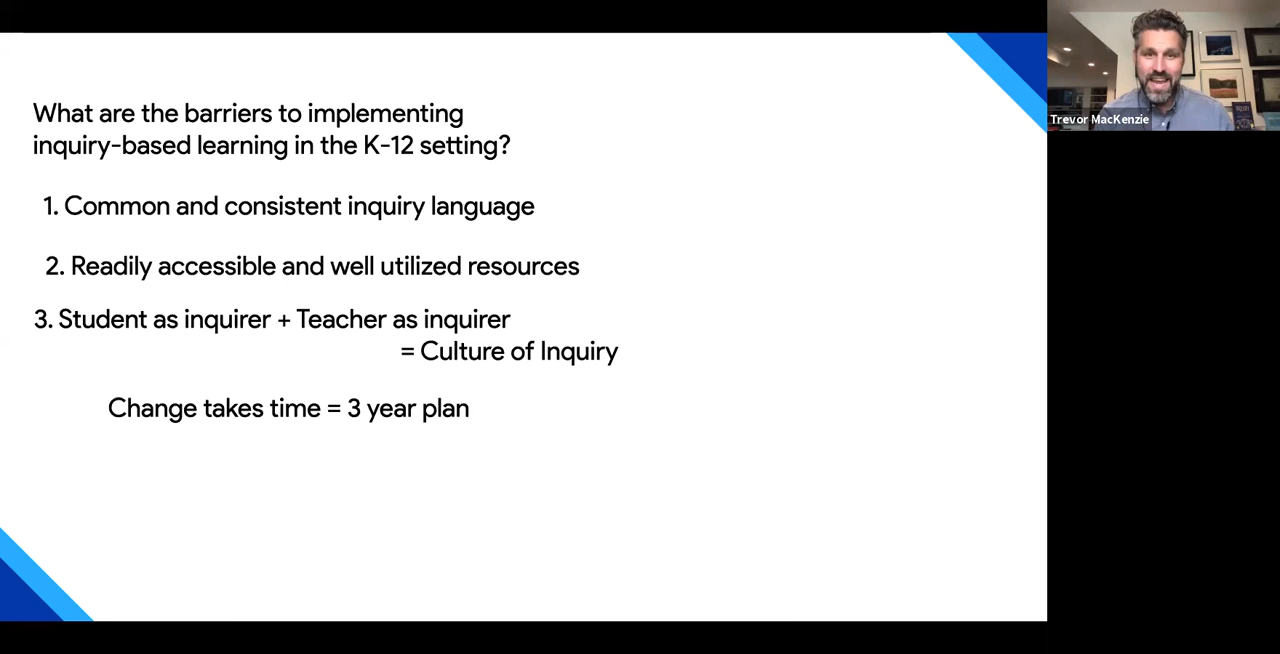 What are the barriers to implementing
inquiry-based learning in the K-12 setting?
1. Common and consistent inquiry language
2. Readily accessible and well utilized resources
3. Student as inquirer + Teacher as inquirer
= Culture of Inquiry
Change takes time = 3 year plan
Trevor MacKenzie